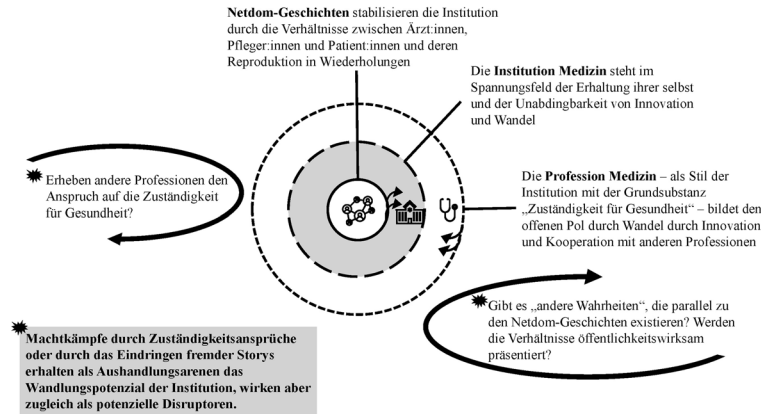 Netdom-Geschichten stabilisieren die Institution
durch die Verhältnisse zwischen Ärzt:innen,
Pfleger:innen und Patient:innen und deren
Reproduktion in Wiederholungen
Die Institution Medizin steht im
Spannungsfeld der Erhaltung ihrer selbst
und der Unabdingbarkeit von Innovation
und Wandel
Erheben andere Professionen den
Anspruch auf die Zuständigkeit
für Gesundheit?
Die Profession Medizin – als Stil der
Institution mit der Grundsubstanz
„Zuständigkeit für Gesundheit“ – bildet den
offenen Pol durch Wandel durch Innovation
und Kooperation mit anderen Professionen
Gibt es „andere Wahrheiten“, die parallel zu
den Netdom-Geschichten existieren? Werden
die Verhältnisse öffentlichkeitswirksam
präsentiert?
Machtkämpfe durch Zuständigkeitsansprüche
oder durch das Eindringen fremder Storys
erhalten als Aushandlungsarenen das
Wandlungspotenzial der Institution, wirken aber
zugleich als potenzielle Disruptoren.